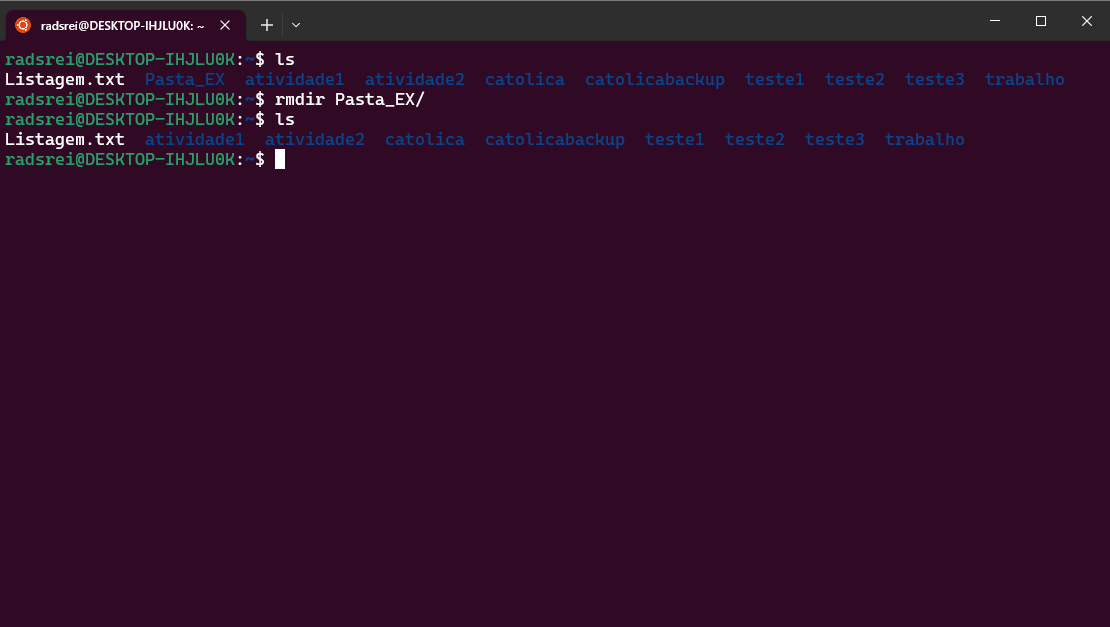 radsrei@DESKTOP-IHJLU0K: ~
radsrei@DESKTOP-IHJLU0K:~$ ls
Listagem.txt  Pasta_EX  atividade1  atividade2  catolica  catolicabackup  teste1  teste2  teste3  trabalho
radsrei@DESKTOP-IHJLU0K:~$ rmdir Pasta_EX/
radsrei@DESKTOP-IHJLU0K:~$ ls
Listagem.txt  atividade1  atividade2  catolica  catolicabackup  teste1  teste2  teste3  trabalho
radsrei@DESKTOP-IHJLU0K:~$